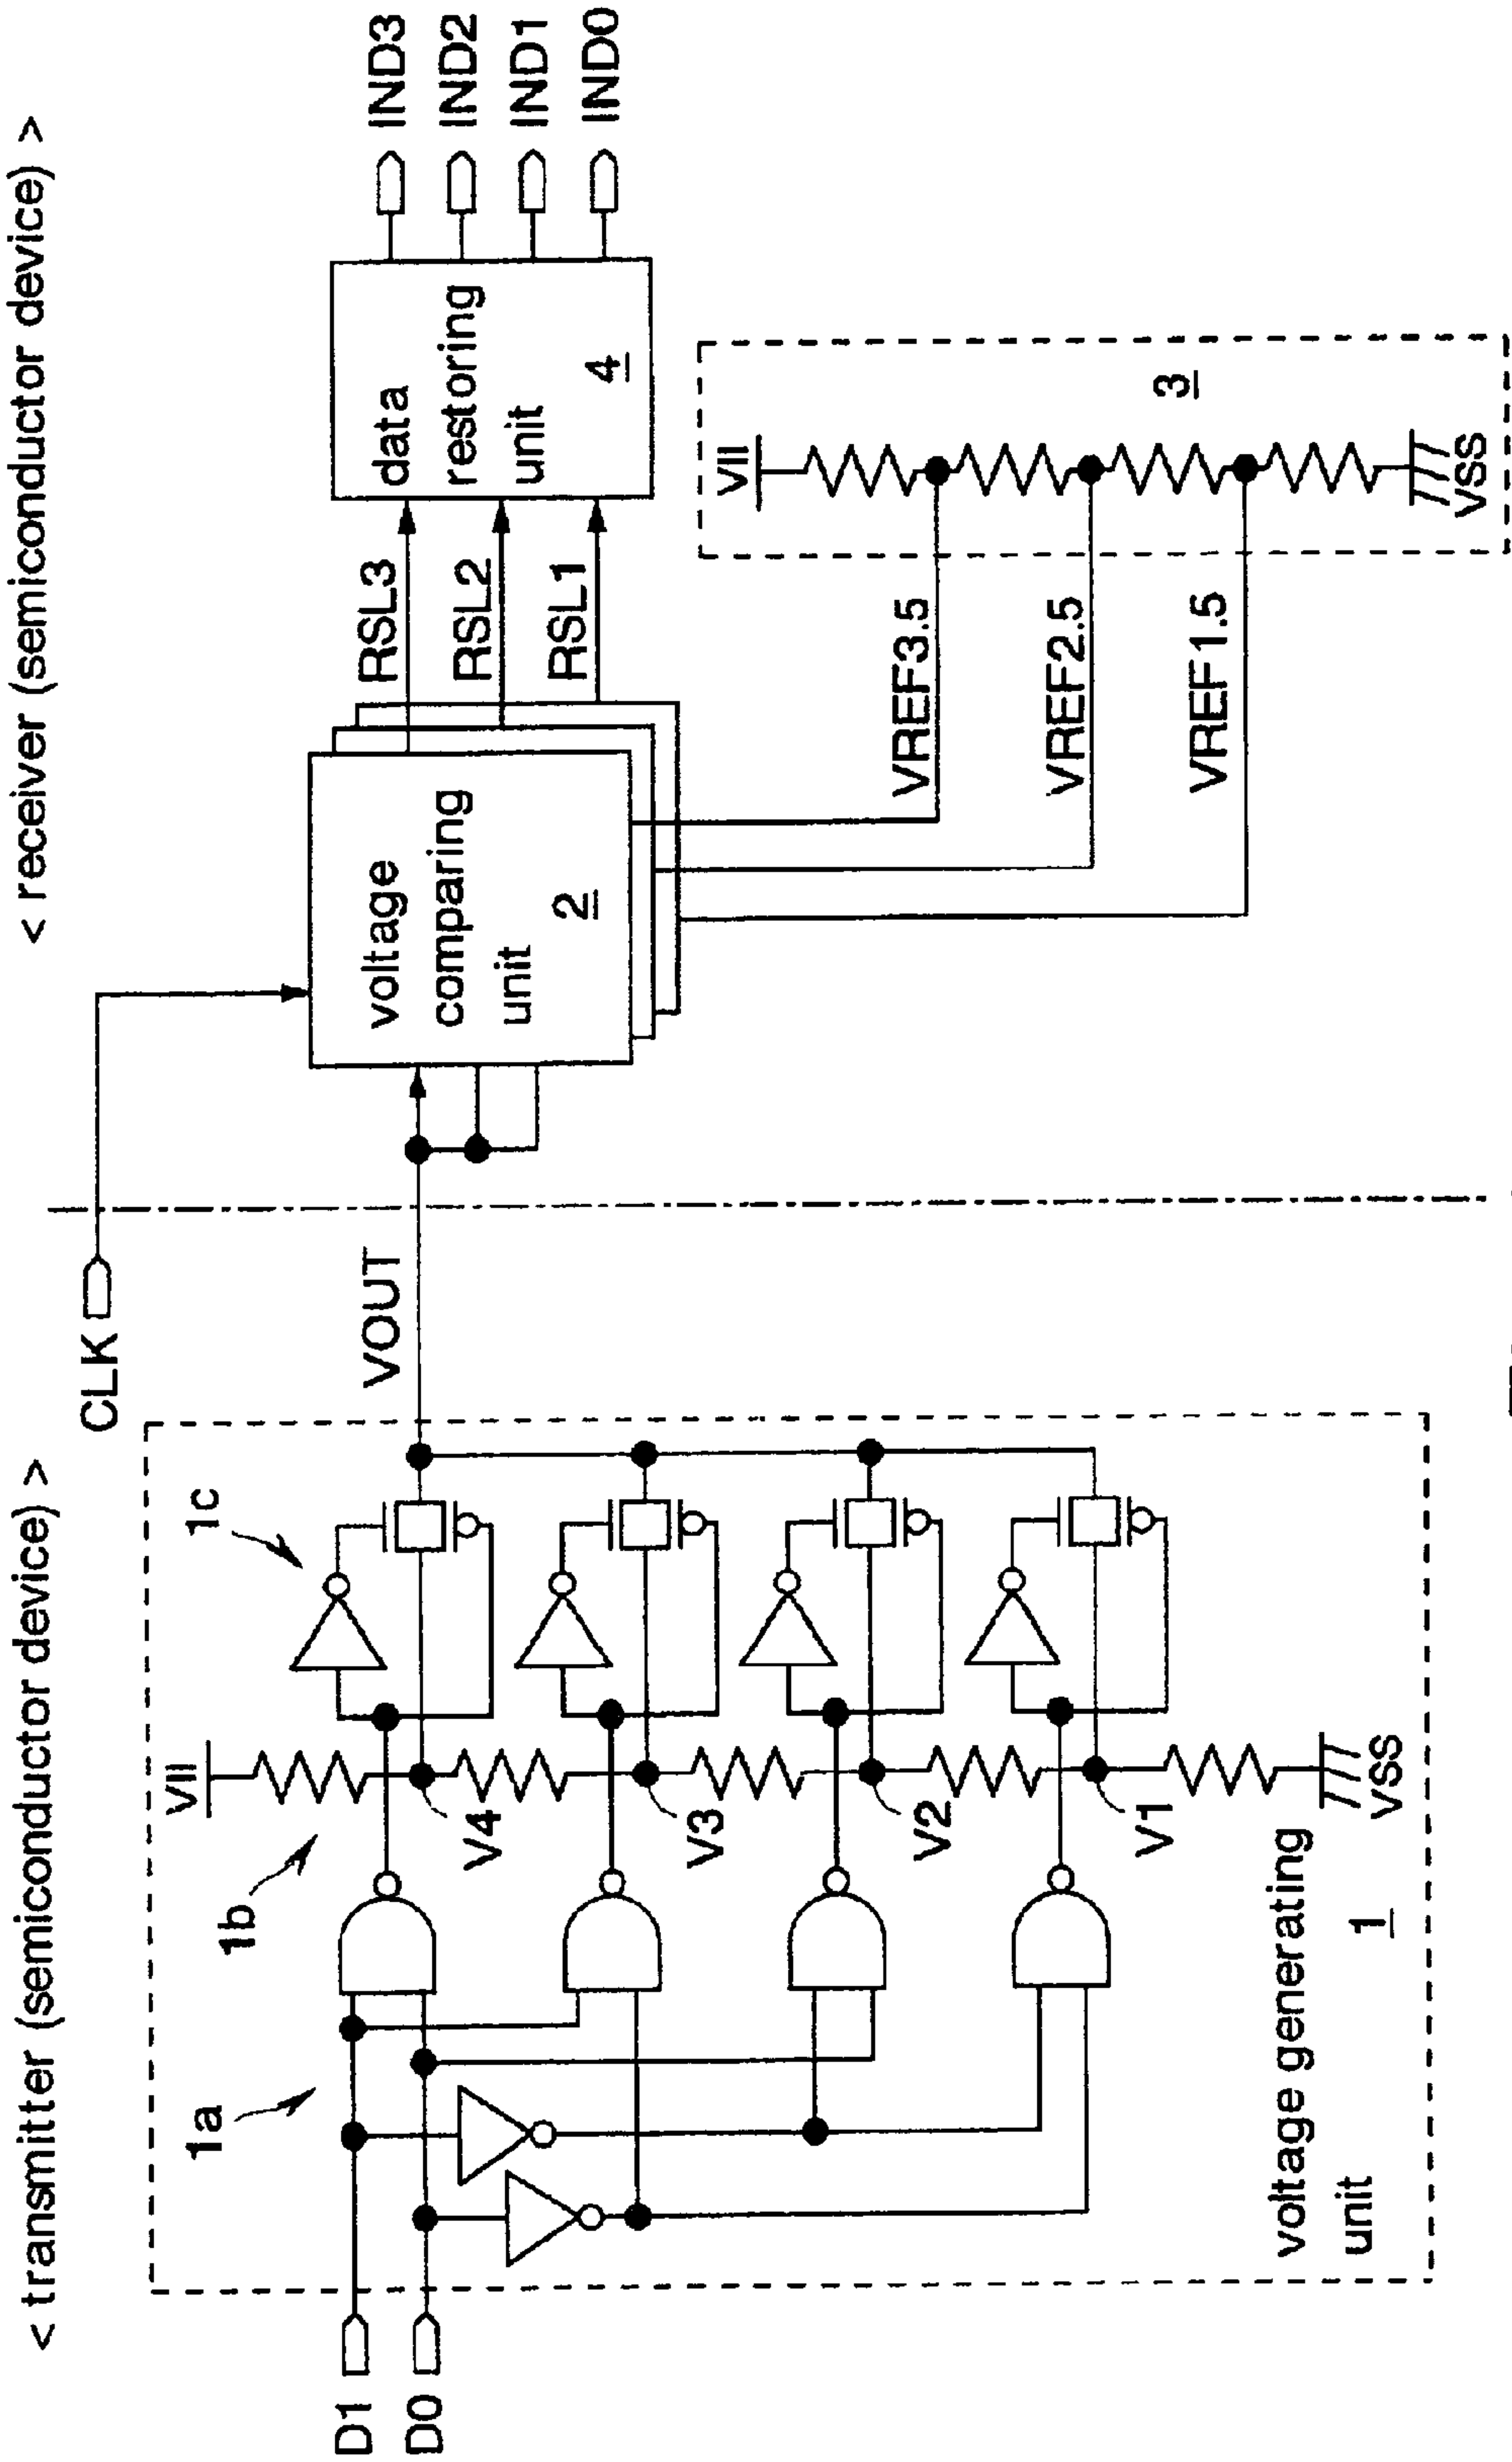 < transmitter (semiconductor device) >
< receiver (semiconductor device) >
CLK
D1
D0
1a
1b
1c
VII
V4
V3
V2
V1
VSS
voltage generating
unit
1
VOUT
voltage
comparing
unit
2
RSL3
RSL2
RSL1
data
restoring
unit
4
IND3
IND2
IND1
IND0
VREF3.5
VREF2.5
VREF1.5
VII
3
VSS